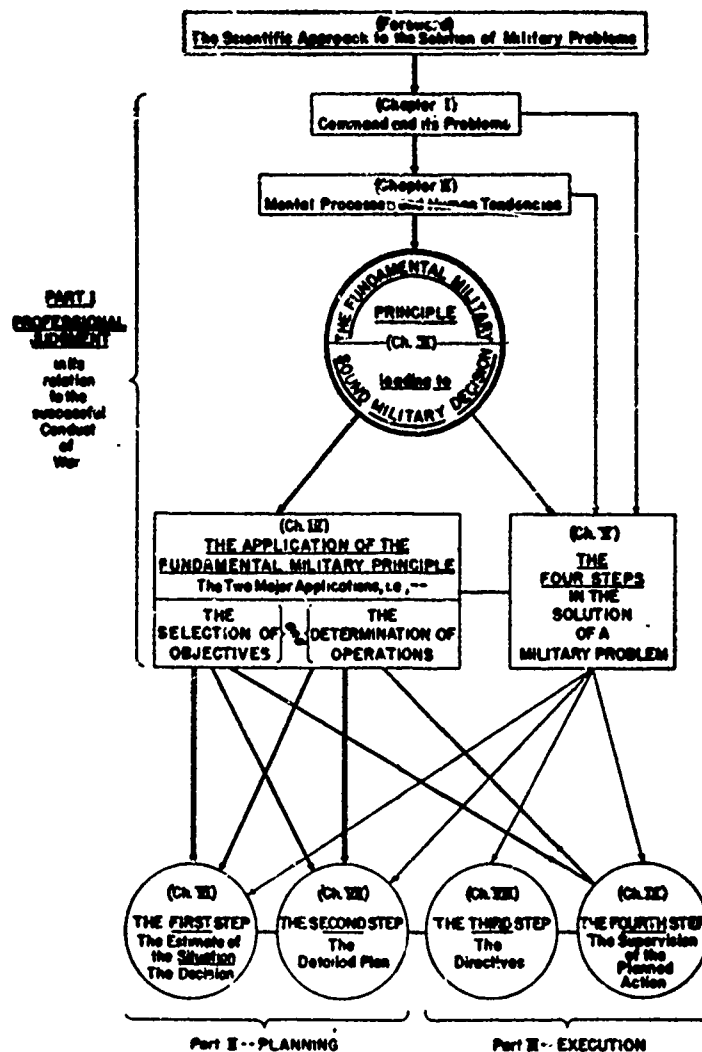 (Foreword)
The Scientific Approach to the Solution of Military Problems
(Chapter I)
Command and its Problems
(Chapter II)
Mental Processes and Human Tendencies
THE FUNDAMENTAL MILITARY
PRINCIPLE
(Ch. III)
leading to
SOUND MILITARY DECISION
PART I
PROFESSIONAL
JUDGMENT
in its
relation
to the
successful
Conduct
of
War
(Ch. IV)
THE APPLICATION OF THE
FUNDAMENTAL MILITARY PRINCIPLE
The Two Major Applications, i.e., --
THE
SELECTION OF
OBJECTIVES
THE
DETERMINATION OF
OPERATIONS
(Ch. V)
THE
FOUR STEPS
IN THE
SOLUTION
OF A
MILITARY PROBLEM
(Ch. VI)
THE FIRST STEP
The Estimate of
the Situation
The Decision
(Ch. VII)
THE SECOND STEP
The
Detailed Plan
(Ch. VIII)
THE THIRD STEP
The
Directives
(Ch. IX)
THE FOURTH STEP
The Supervision
of the
Planned
Action
Part II -- PLANNING
Part III -- EXECUTION